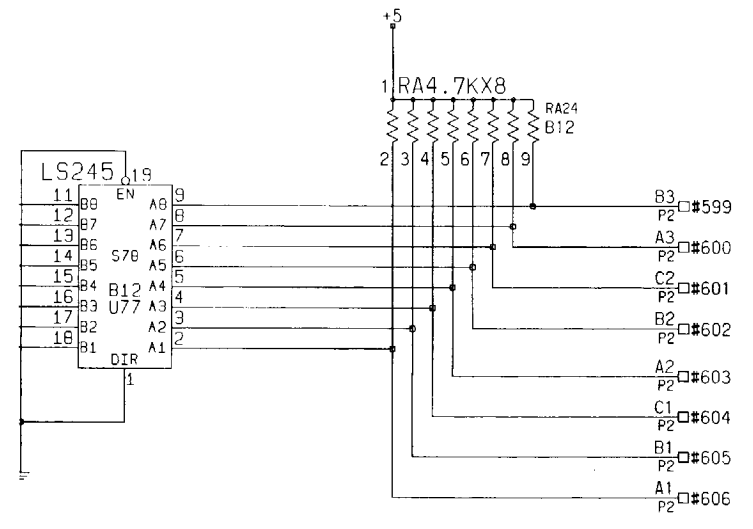 +5
1 RA4.7KX8
RA24
B12
2 3 4 5 6 7 8 9
LS245 19
EN
11 B8 A8 9
12 B7 A7 8
13 B6 A6 7
14 B5 S78 A5 6
15 B4 B12 A4 5
16 B3 U77 A3 4
17 B2 A2 3
18 B1 A1 2
DIR
1
B3
P2 #599
A3
P2 #600
C2
P2 #601
B2
P2 #602
A2
P2 #603
C1
P2 #604
B1
P2 #605
A1
P2 #606